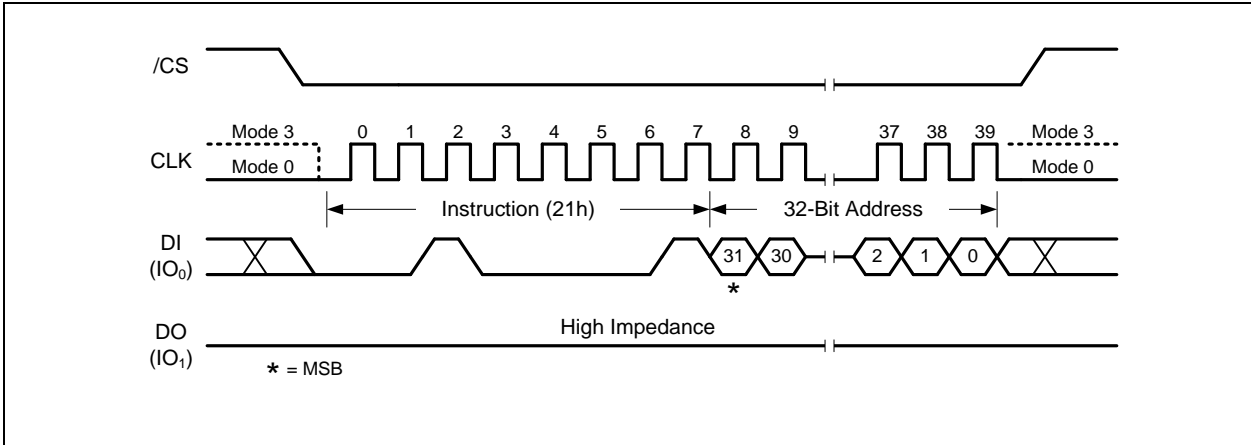 /CS
Mode 3 0 1 2 3 4 5 6 7 8 9 37 38 39 Mode 3
CLK
Mode 0 Mode 0
Instruction (21h) 32-Bit Address
DI
(IO₀)
31 30 2 1 0
*
High Impedance
DO
(IO₁)
* = MSB